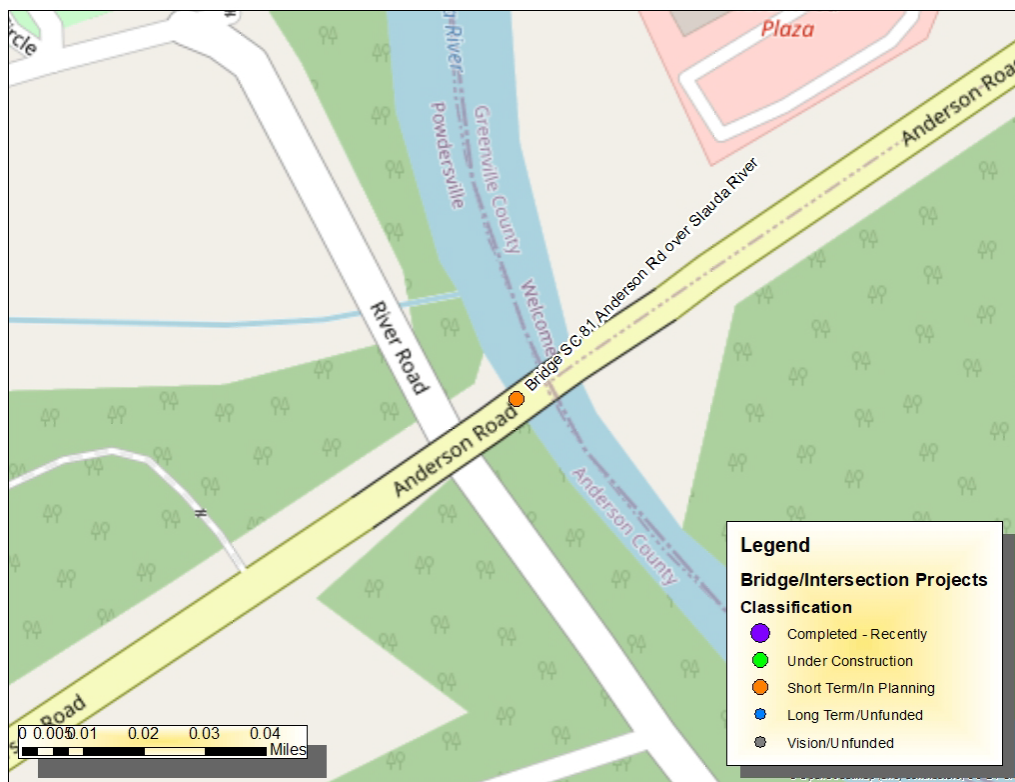 rcle
River
Powdersville
Greenville County
Welcome
Plaza
Anderson Road
Bridge SC 81 Anderson Rd over Slauda River
River Road
Anderson Road
Anderson County
Road
Legend
Bridge/Intersection Projects
Classification
Completed - Recently
Under Construction
Short Term/In Planning
Long Term/Unfunded
Vision/Unfunded
0 0.005 0.01 0.02 0.03 0.04
Miles